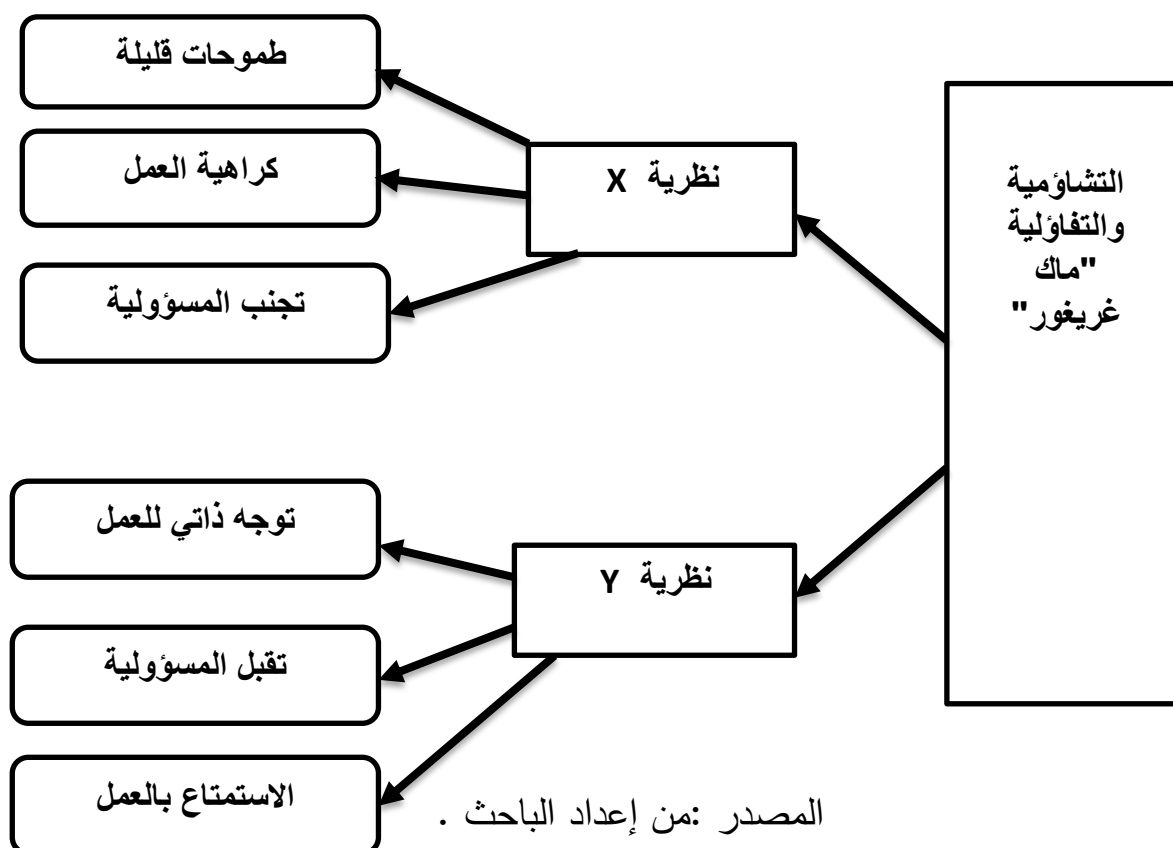 التشاؤمية
والتفاؤلية
"ماك
غريغور"
نظرية X
طموحات قليلة
كراهية العمل
تجنب المسؤولية
نظرية Y
توجه ذاتي للعمل
تقبل المسؤولية
الاستمتاع بالعمل
المصدر :من إعداد الباحث .